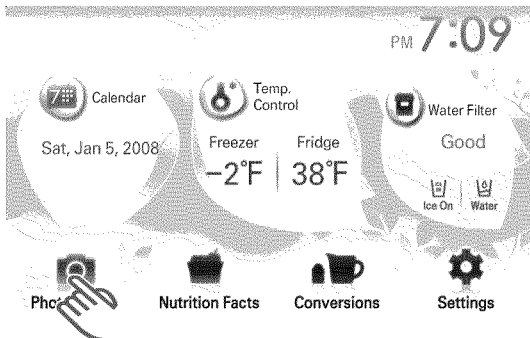 PM 7:09
Calendar
Sat, Jan 5, 2008
Temp.
Control
Freezer Fridge
-2°F 38°F
Water Filter
Good
Ice On Water
Nutrition Facts Conversions Settings